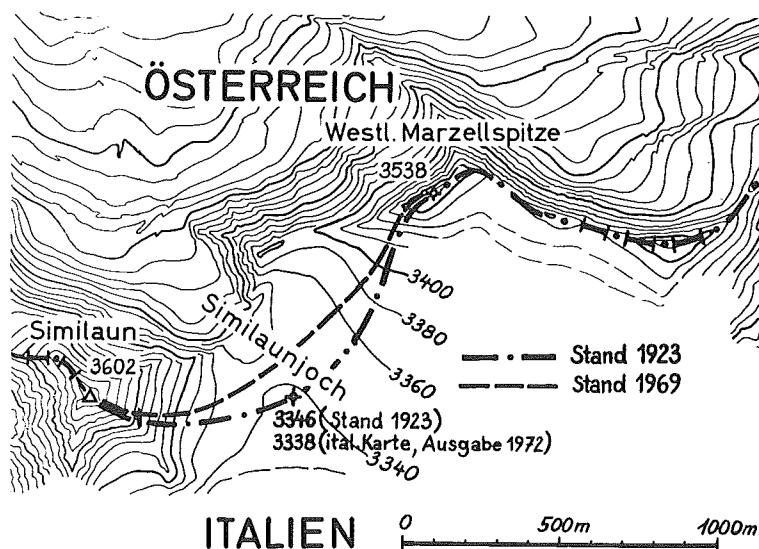 ÖSTERREICH
Westl. Marzellspitze
3538
3400
3380
Similaunjoch
3360
Similaun
3602
Stand 1923
Stand 1969
3346 (Stand 1923)
3338 (ital. Karte, Ausgabe 1972)
3340
ITALIEN
0 500m 1000m